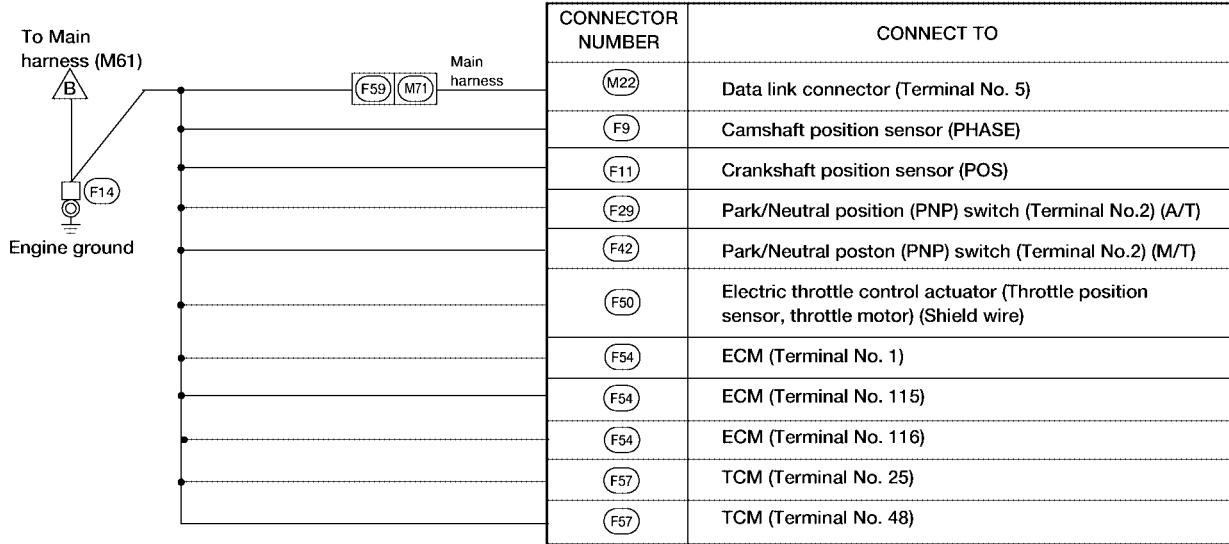 To Main
harness (M61)
B
F14
Engine ground
F59 M71
Main
harness
CONNECTOR
NUMBER
CONNECT TO
M22 Data link connector (Terminal No. 5)
F9 Camshaft position sensor (PHASE)
F11 Crankshaft position sensor (POS)
F29 Park/Neutral position (PNP) switch (Terminal No.2) (A/T)
F42 Park/Neutral poston (PNP) switch (Terminal No.2) (M/T)
F50 Electric throttle control actuator (Throttle position
sensor, throttle motor) (Shield wire)
F54 ECM (Terminal No. 1)
F54 ECM (Terminal No. 115)
F54 ECM (Terminal No. 116)
F57 TCM (Terminal No. 25)
F57 TCM (Terminal No. 48)